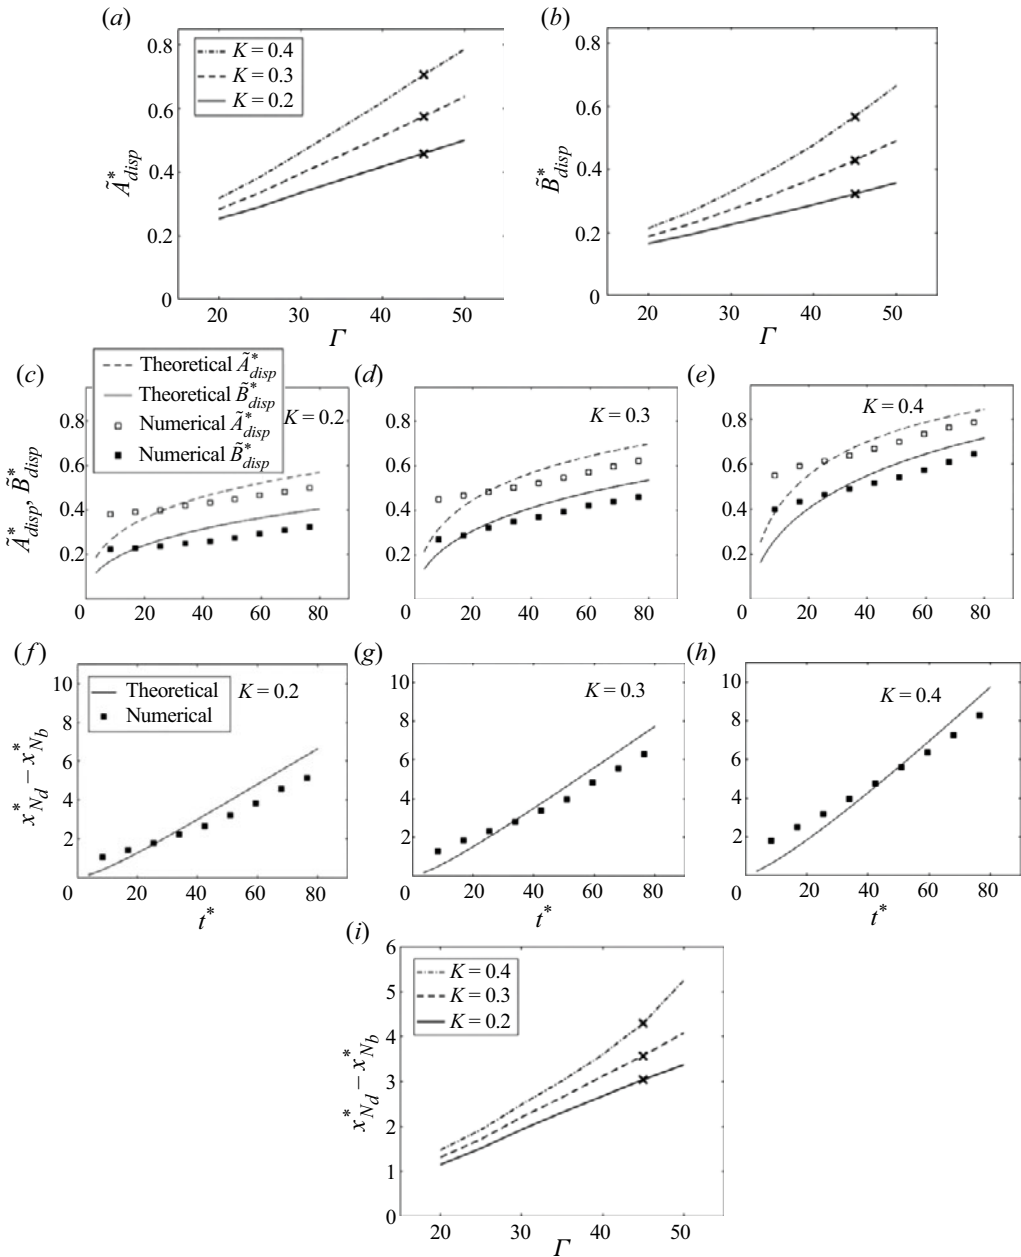 (a)
0.8
0.6
0.4
0.2
0
K = 0.4
K = 0.3
K = 0.2
Ã*disp
20 30 40 50
Γ
(b)
0.8
0.6
0.4
0.2
0
B̃*disp
20 30 40 50
Γ
Theoretical Ã*disp
Theoretical B̃*disp
Numerical Ã*disp
Numerical B̃*disp
(c)
K = 0.2
0.8
0.6
0.4
0.2
Ã*disp, B̃*disp
0 20 40 60 80
(d)
K = 0.3
0.8
0.6
0.4
0.2
0 20 40 60 80
(e)
K = 0.4
0.8
0.6
0.4
0.2
0 20 40 60 80
(f)
Theoretical
Numerical
K = 0.2
10
8
6
4
2
0
x*Nd − x*Nb
20 40 60 80
t*
(g)
K = 0.3
10
8
6
4
2
0
20 40 60 80
t*
(h)
K = 0.4
10
8
6
4
2
0
20 40 60 80
t*
(i)
6
5
4
3
2
1
0
K = 0.4
K = 0.3
K = 0.2
x*Nd − x*Nb
20 30 40 50
Γ